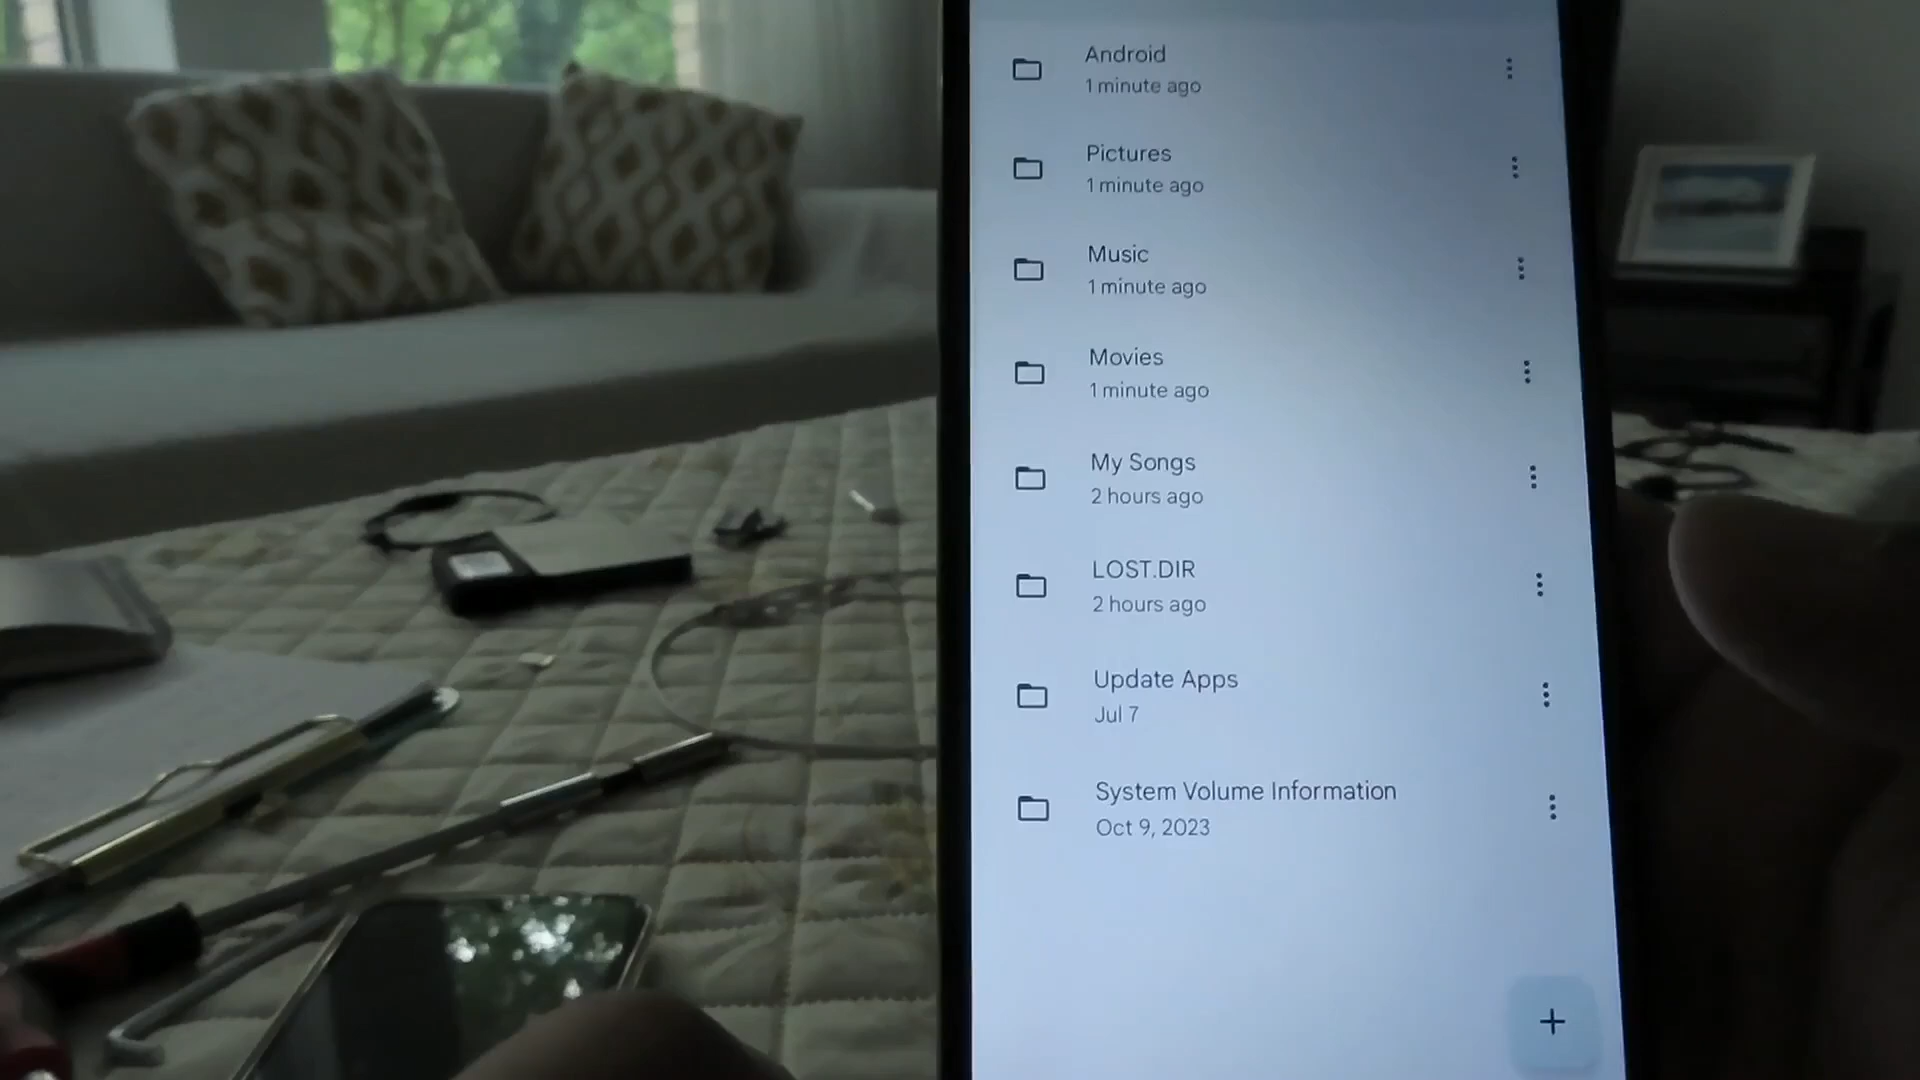 Android
1 minute ago
Pictures
1 minute ago
Music
1 minute ago
Movies
1 minute ago
My Songs
2 hours ago
LOST.DIR
2 hours ago
Update Apps
Jul 7
System Volume Information
Oct 9, 2023